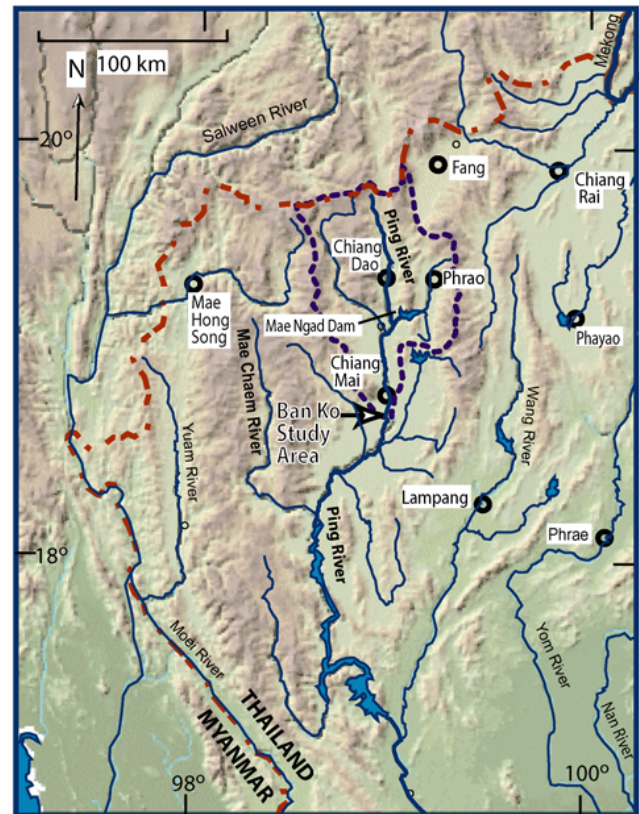 100 km
N
Mekong
Salween River
20°
Fang
Chiang
Rai
Ping River
Chiang
Dao
Phrao
Mae
Hong
Song
Mae Ngad Dam
Phayao
Mae Chaem River
Chiang
Mai
Ban Ko
Study
Area
Wang River
Yuam River
Lampang
Phrae
18°
Ping River
Moei River
Yom River
Nan River
THAILAND
MYANMAR
98°
100°